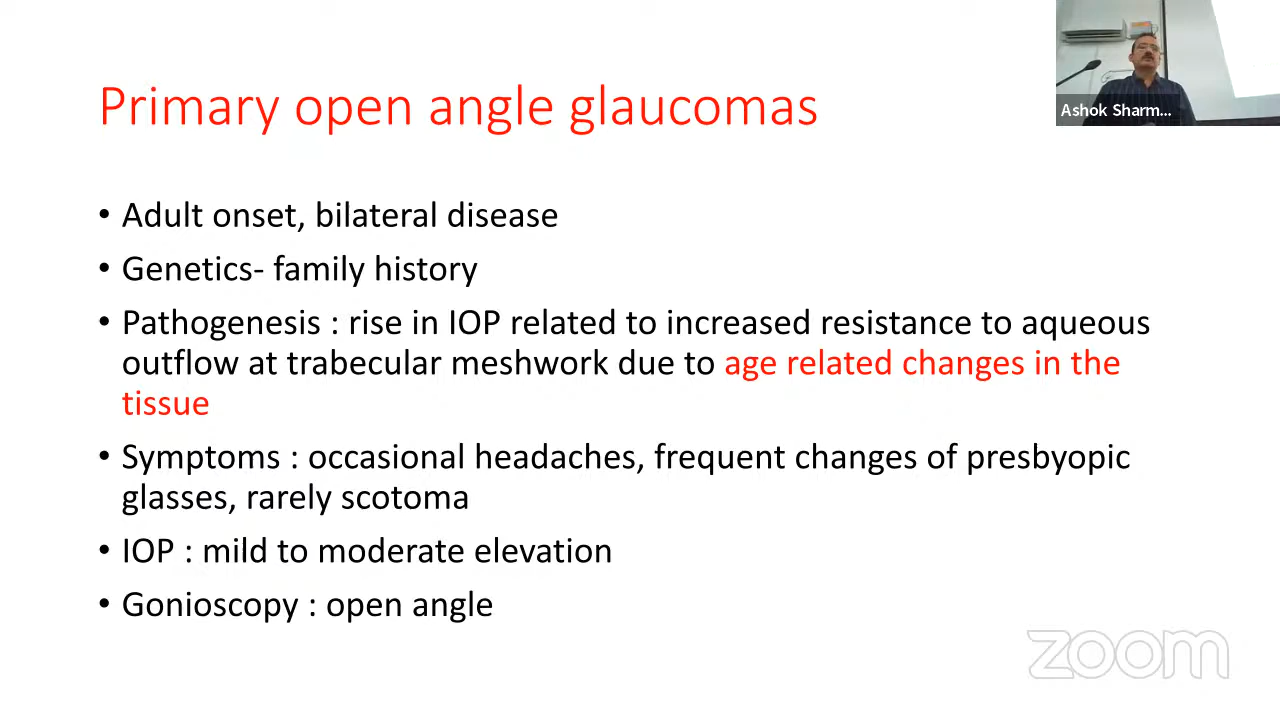 Primary open angle glaucomas
Ashok Sharm...
• Adult onset, bilateral disease
• Genetics- family history
• Pathogenesis : rise in IOP related to increased resistance to aqueous
outflow at trabecular meshwork due to age related changes in the
tissue
• Symptoms : occasional headaches, frequent changes of presbyopic
glasses, rarely scotoma
• IOP : mild to moderate elevation
• Gonioscopy : open angle
zoom